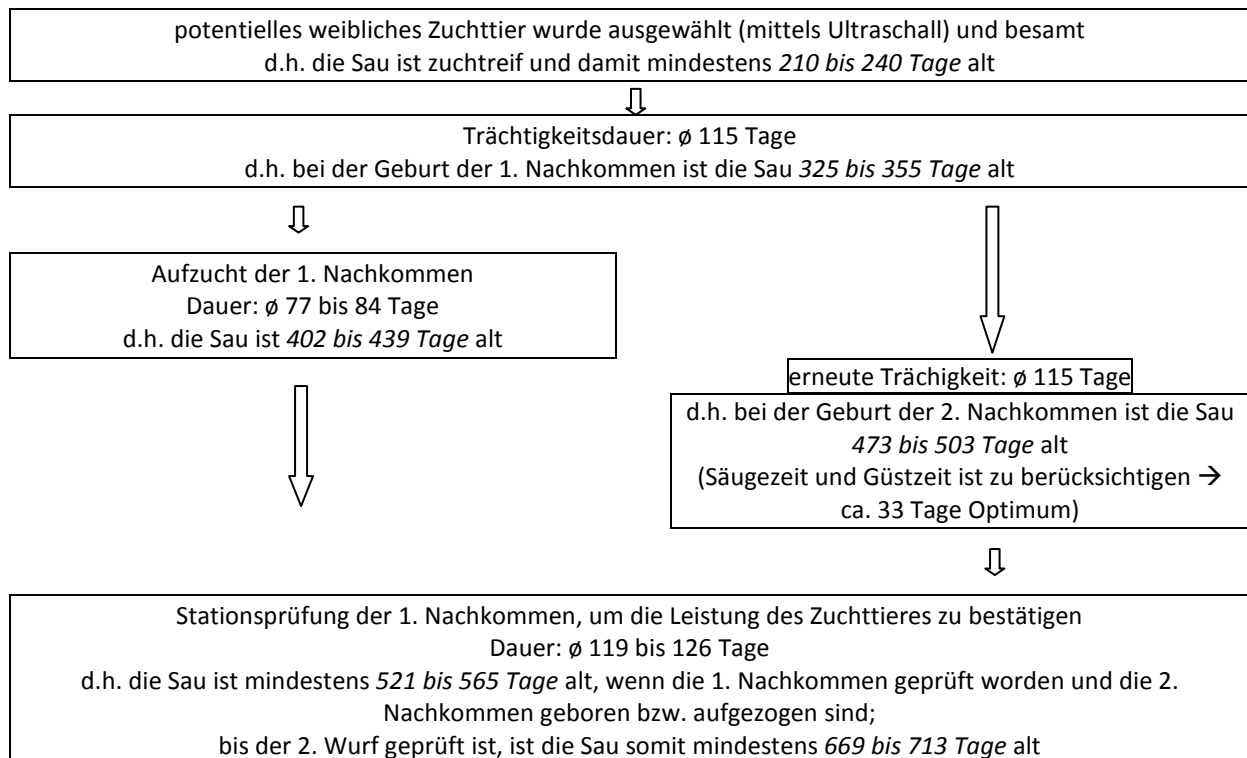 potentielles weibliches Zuchttier wurde ausgewählt (mittels Ultraschall) und besamt
d.h. die Sau ist zuchtreif und damit mindestens 210 bis 240 Tage alt
Trächtigkeitsdauer: ø 115 Tage
d.h. bei der Geburt der 1. Nachkommen ist die Sau 325 bis 355 Tage alt
Aufzucht der 1. Nachkommen
Dauer: ø 77 bis 84 Tage
d.h. die Sau ist 402 bis 439 Tage alt
erneute Trächigkeit: ø 115 Tage
d.h. bei der Geburt der 2. Nachkommen ist die Sau
473 bis 503 Tage alt
(Säugezeit und Güstzeit ist zu berücksichtigen →
ca. 33 Tage Optimum)
Stationsprüfung der 1. Nachkommen, um die Leistung des Zuchttieres zu bestätigen
Dauer: ø 119 bis 126 Tage
d.h. die Sau ist mindestens 521 bis 565 Tage alt, wenn die 1. Nachkommen geprüft worden und die 2.
Nachkommen geboren bzw. aufgezogen sind;
bis der 2. Wurf geprüft ist, ist die Sau somit mindestens 669 bis 713 Tage alt